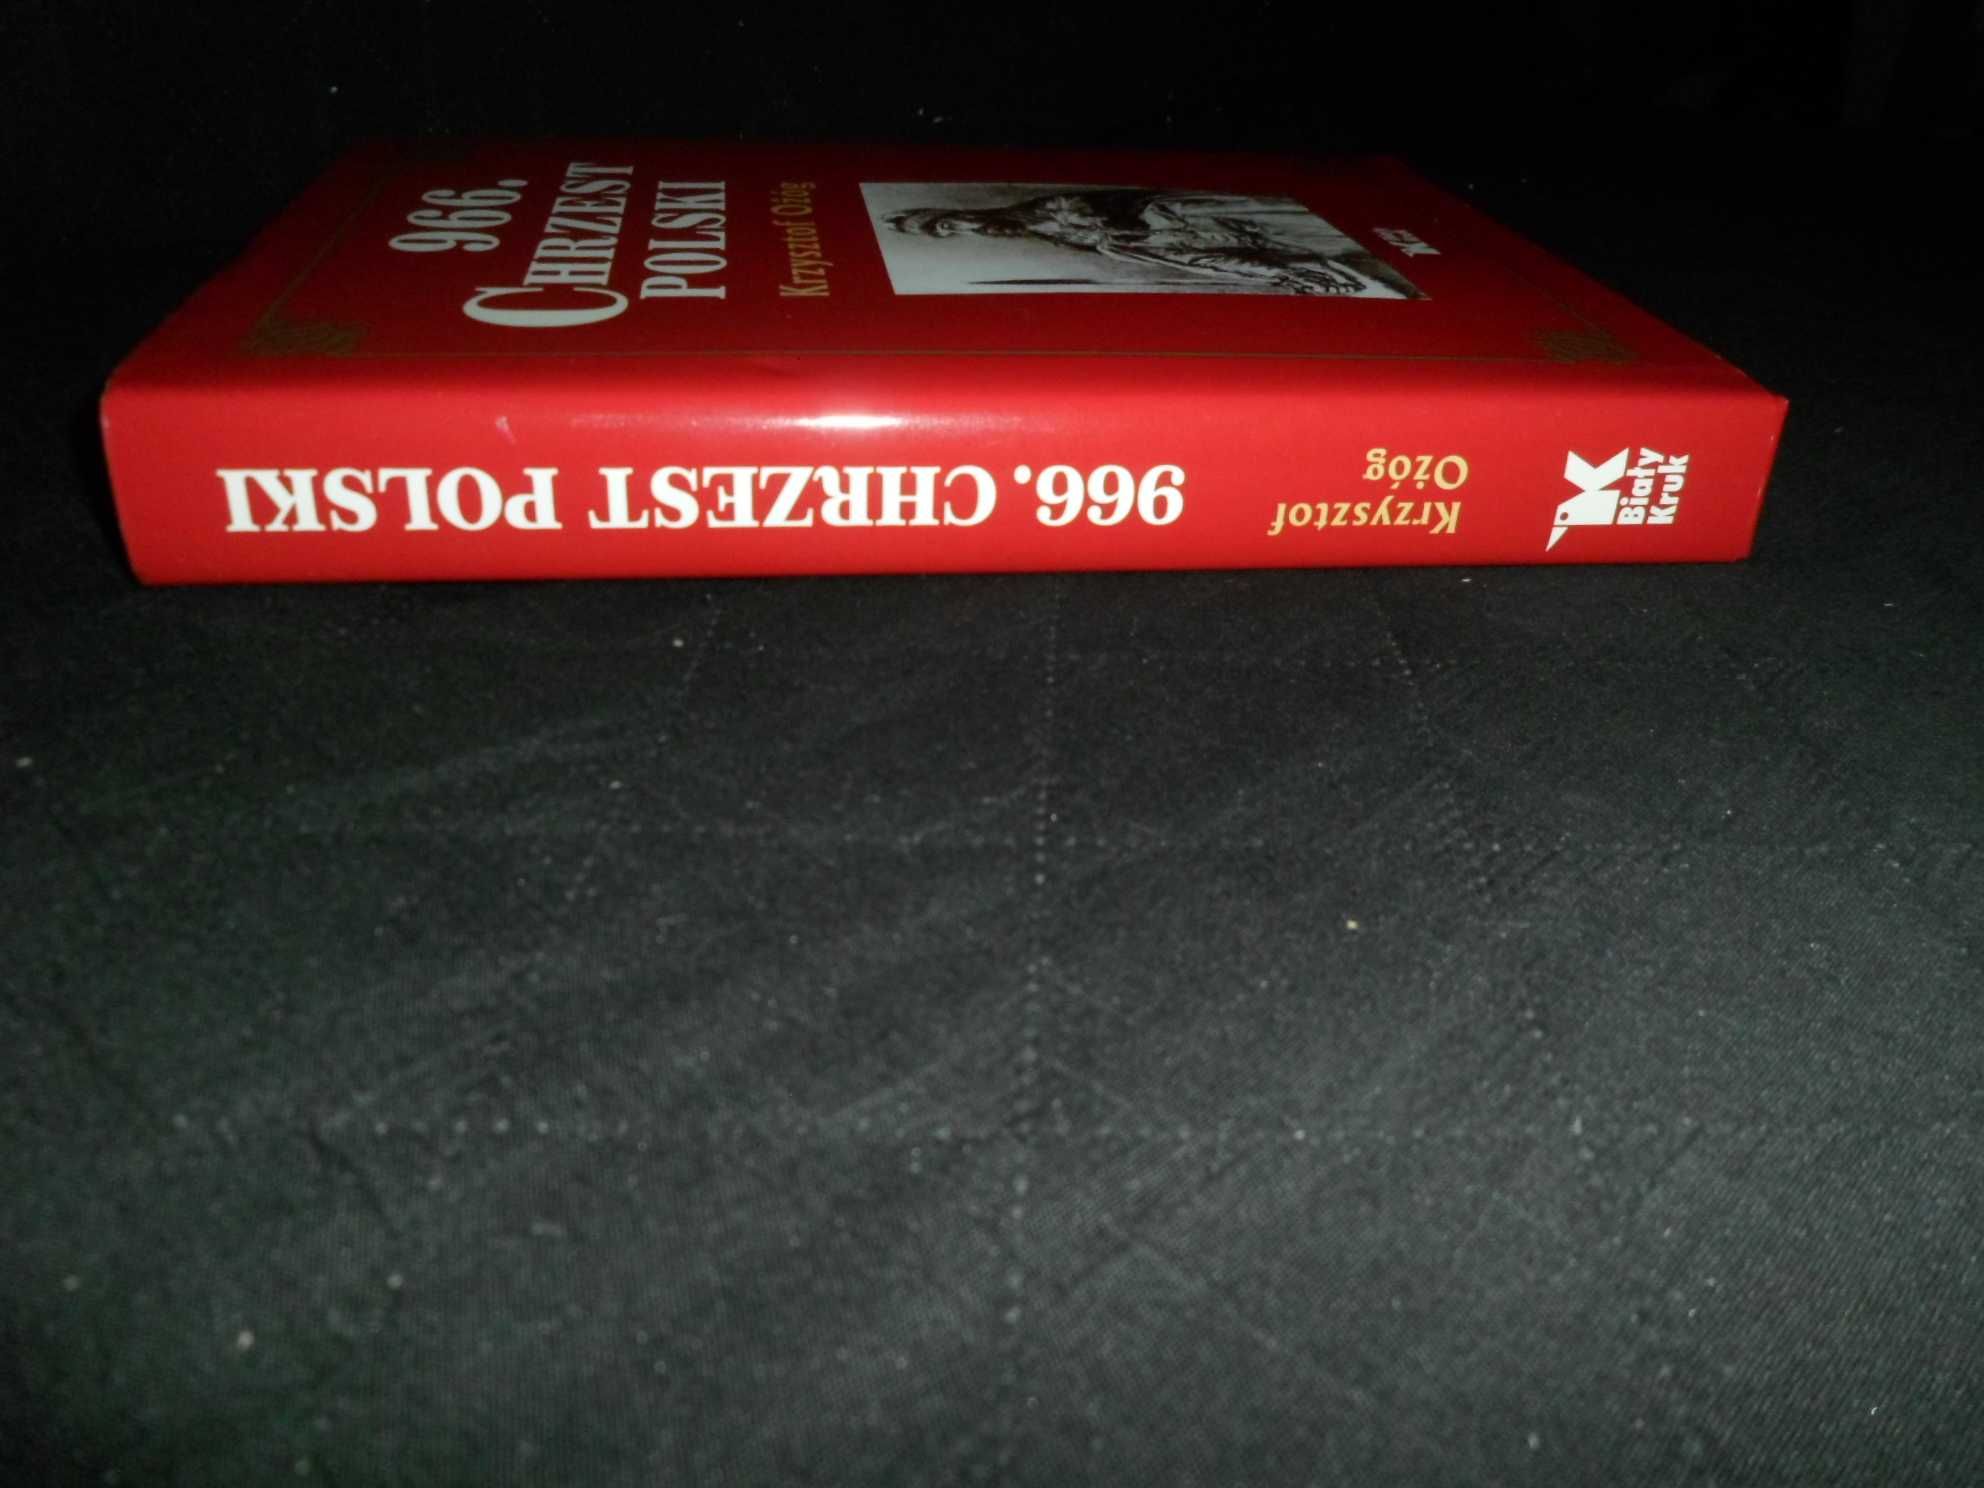 966.
CHRZEST
POLSKI
Krzysztof Ożóg
966. CHRZEST POLSKI
Krzysztof
Ożóg
Biały
Kruk